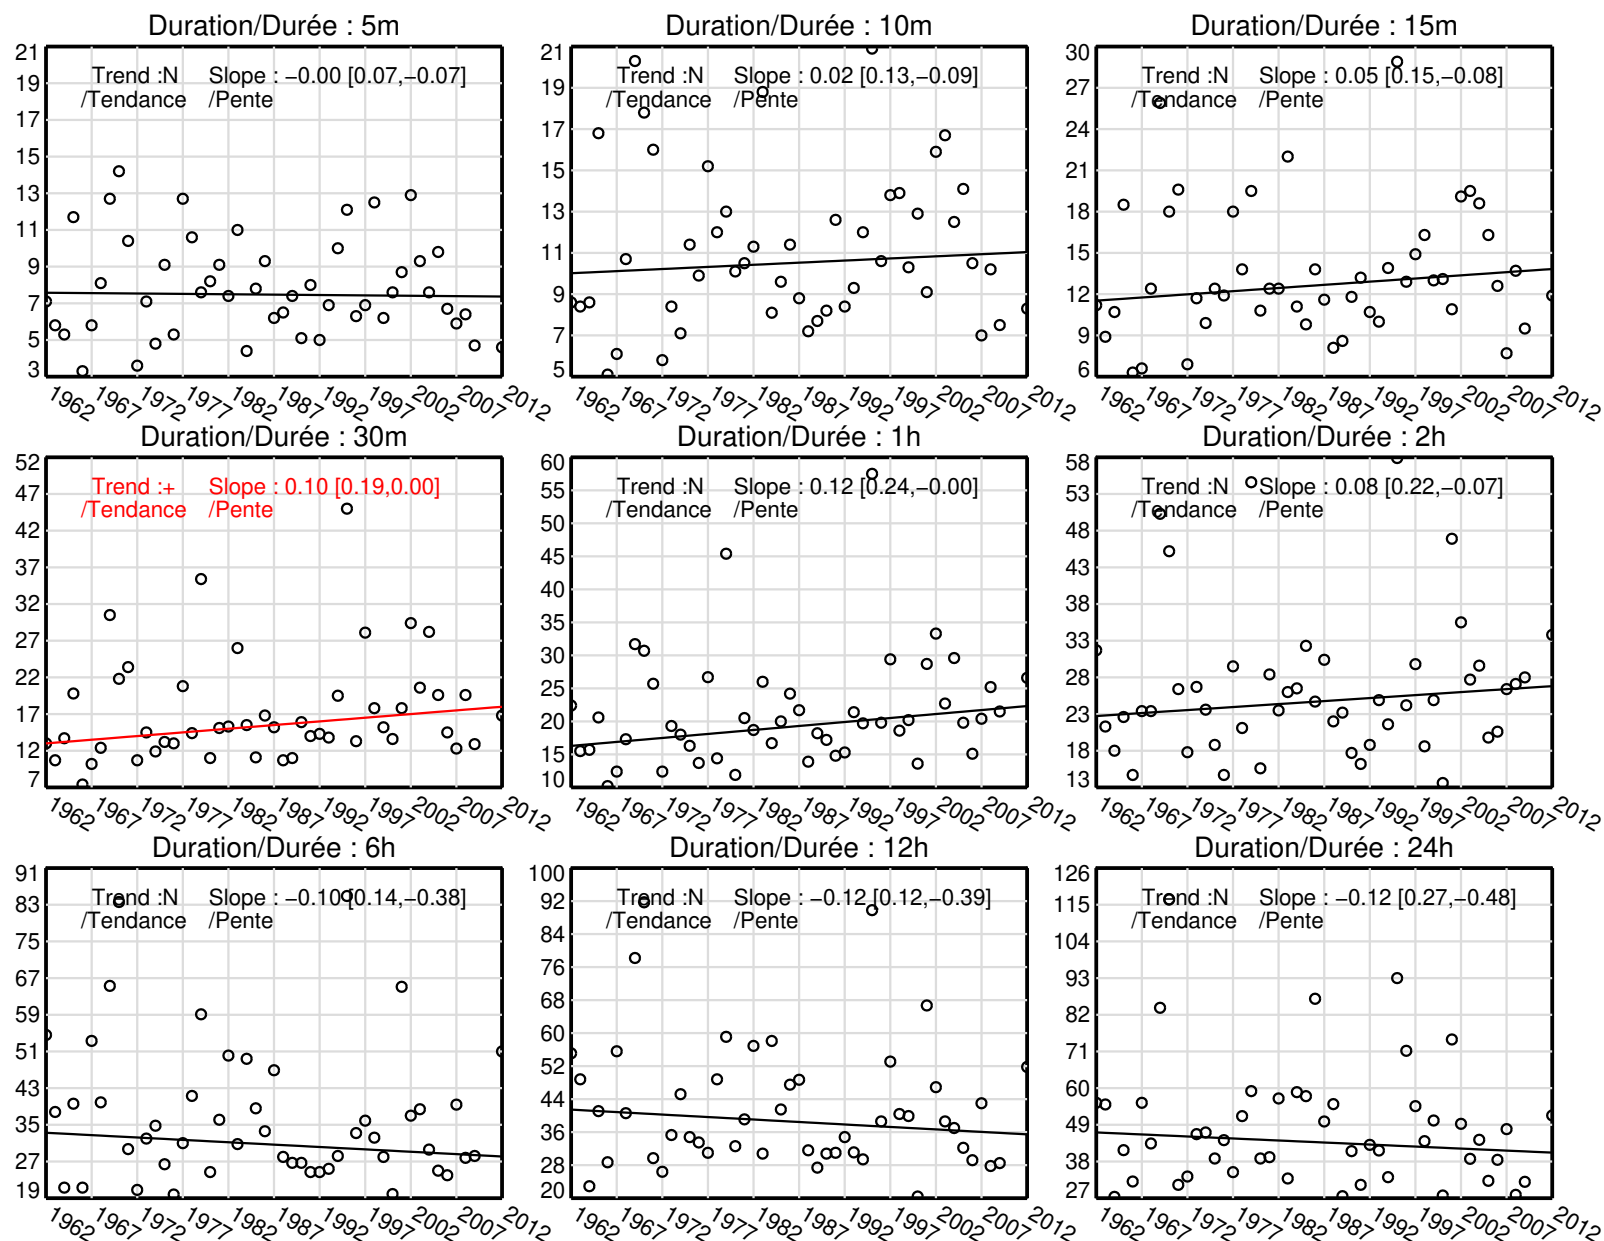 Duration/Durée : 5m
Trend :N Slope : −0.00 [0.07,−0.07]
/Tendance /Pente
21
19
17
15
13
11
9
7
5
3
1962 1967 1972 1977 1982 1987 1992 1997 2002 2007 2012
Duration/Durée : 10m
Trend :N Slope : 0.02 [0.13,−0.09]
/Tendance /Pente
21
19
17
15
13
11
9
7
5
1962 1967 1972 1977 1982 1987 1992 1997 2002 2007 2012
Duration/Durée : 15m
Trend :N Slope : 0.05 [0.15,−0.08]
/Tendance /Pente
30
27
24
21
18
15
12
9
6
1962 1967 1972 1977 1982 1987 1992 1997 2002 2007 2012
Duration/Durée : 30m
Trend :+ Slope : 0.10 [0.19,0.00]
/Tendance /Pente
52
47
42
37
32
27
22
17
12
7
1962 1967 1972 1977 1982 1987 1992 1997 2002 2007 2012
Duration/Durée : 1h
Trend :N Slope : 0.12 [0.24,−0.00]
/Tendance /Pente
60
55
50
45
40
35
30
25
20
15
10
1962 1967 1972 1977 1982 1987 1992 1997 2002 2007 2012
Duration/Durée : 2h
Trend :N Slope : 0.08 [0.22,−0.07]
/Tendance /Pente
58
53
48
43
38
33
28
23
18
13
1962 1967 1972 1977 1982 1987 1992 1997 2002 2007 2012
Duration/Durée : 6h
Trend :N Slope : −0.10 [0.14,−0.38]
/Tendance /Pente
91
83
75
67
59
51
43
35
27
19
1962 1967 1972 1977 1982 1987 1992 1997 2002 2007 2012
Duration/Durée : 12h
Trend :N Slope : −0.12 [0.12,−0.39]
/Tendance /Pente
100
92
84
76
68
60
52
44
36
28
20
1962 1967 1972 1977 1982 1987 1992 1997 2002 2007 2012
Duration/Durée : 24h
Trend :N Slope : −0.12 [0.27,−0.48]
/Tendance /Pente
126
115
104
93
82
71
60
49
38
27
1962 1967 1972 1977 1982 1987 1992 1997 2002 2007 2012